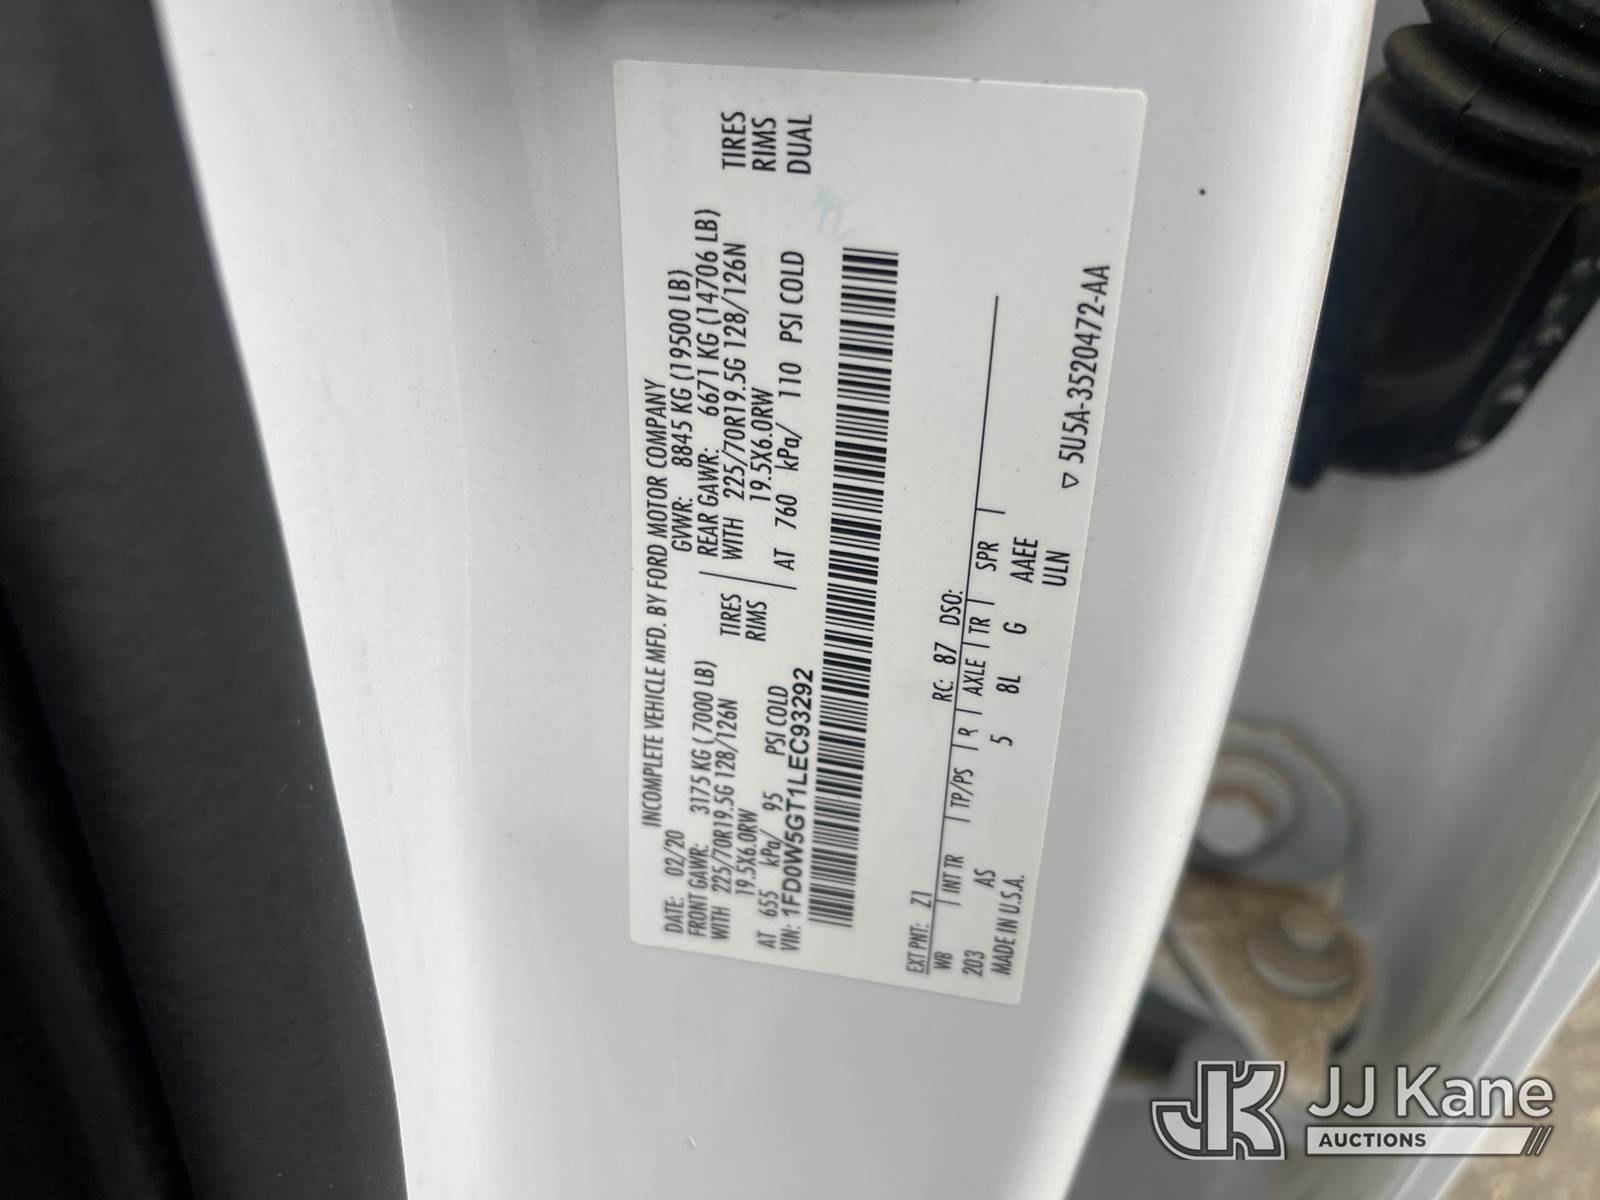 INCOMPLETE VEHICLE MFD. BY FORD MOTOR COMPANY
DATE: 02/20 GVWR: 8845 KG (19500 LB)
FRONT GAWR: 3175 KG ( 7000 LB) REAR GAWR: 6671 KG (14706 LB)
WITH 225/70R19.5G 128/126N TIRES WITH 225/70R19.5G 128/126N TIRES
19.5X6.0RW RIMS 19.5X6.0RW RIMS
AT 655 kPa/ 95 PSI COLD AT 760 kPa/ 110 PSI COLD DUAL
VIN: 1FD0W5GT1LEC93292
EXT PNT: Z1 RC: 87 DSO:
WB INT TR TP/PS R AXLE TR SPR
203 AS 5 8L G AAEE
MADE IN U.S.A. ULN
▽ 5U5A-3520472-AA
JK JJ Kane
AUCTIONS